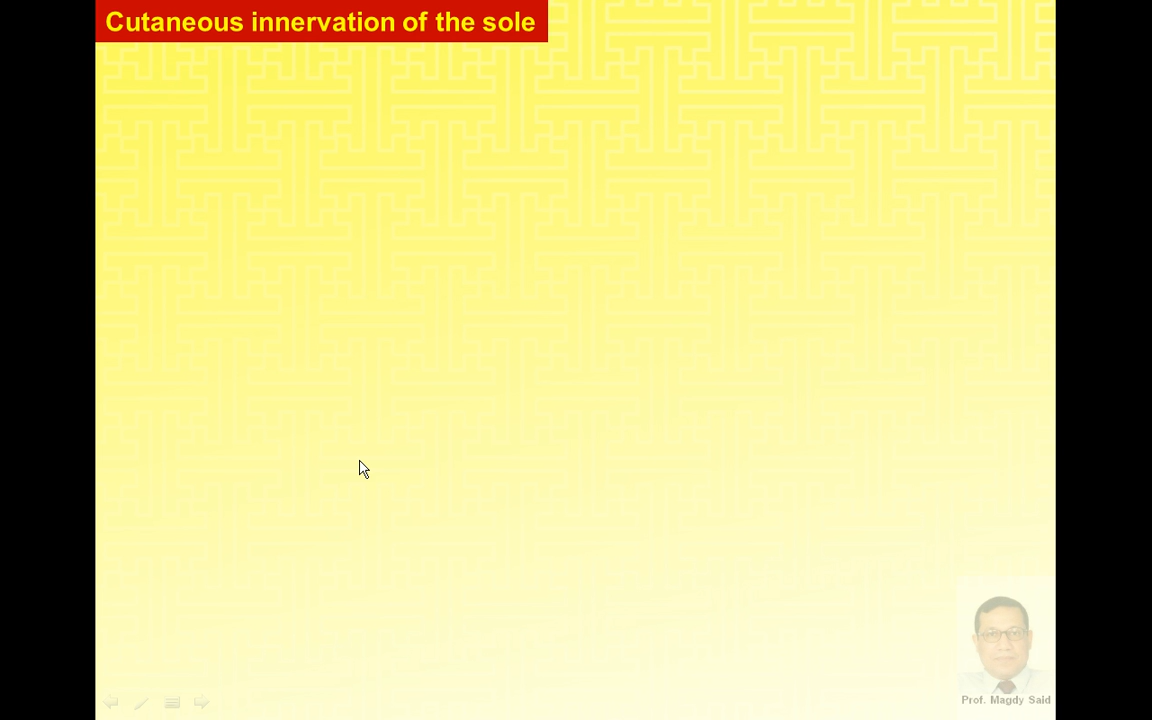 Cutaneous innervation of the sole
Prof. Magdy Said